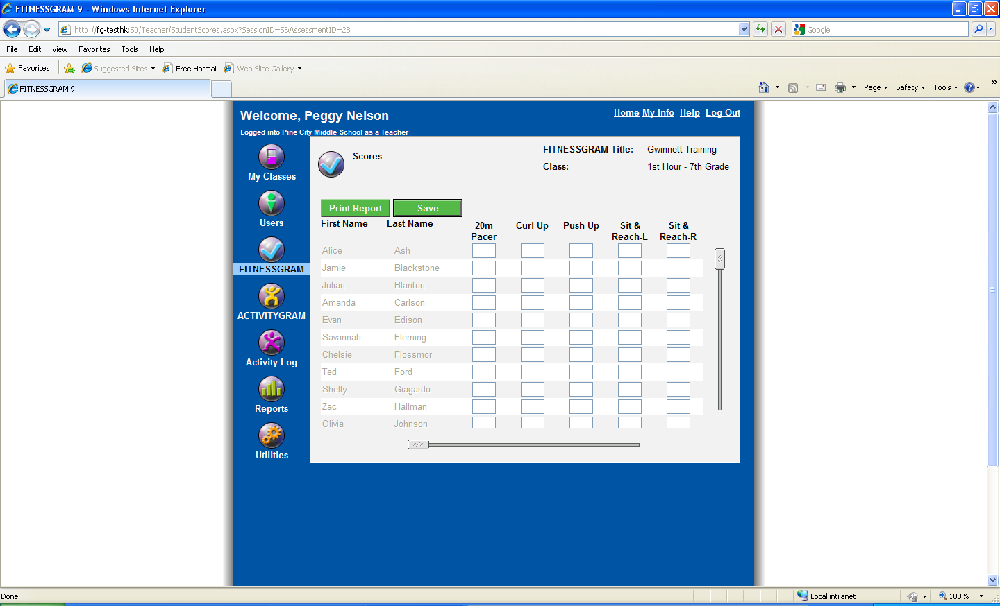 FITNESSGRAM 9 - Windows Internet Explorer
http://fg-testhk:50/Teacher/StudentScores.aspx?SessionID=5&AssessmentID=28
Google
File Edit View Favorites Tools Help
Favorites Suggested Sites Free Hotmail Web Slice Gallery
FITNESSGRAM 9
Page Safety Tools »
Welcome, Peggy Nelson
Home My Info Help Log Out
Logged into Pine City Middle School as a Teacher
My Classes
Users
FITNESSGRAM
ACTIVITYGRAM
Activity Log
Reports
Utilities
Scores
FITNESSGRAM Title: Gwinnett Training
Class: 1st Hour - 7th Grade
Print Report Save
First Name Last Name 20m Pacer Curl Up Push Up Sit & Reach-L Sit & Reach-R
Alice Ash
Jamie Blackstone
Julian Blanton
Amanda Carlson
Evan Edison
Savannah Fleming
Chelsie Flossmor
Ted Ford
Shelly Giagardo
Zac Hallman
Olivia Johnson
Done Local intranet 100%